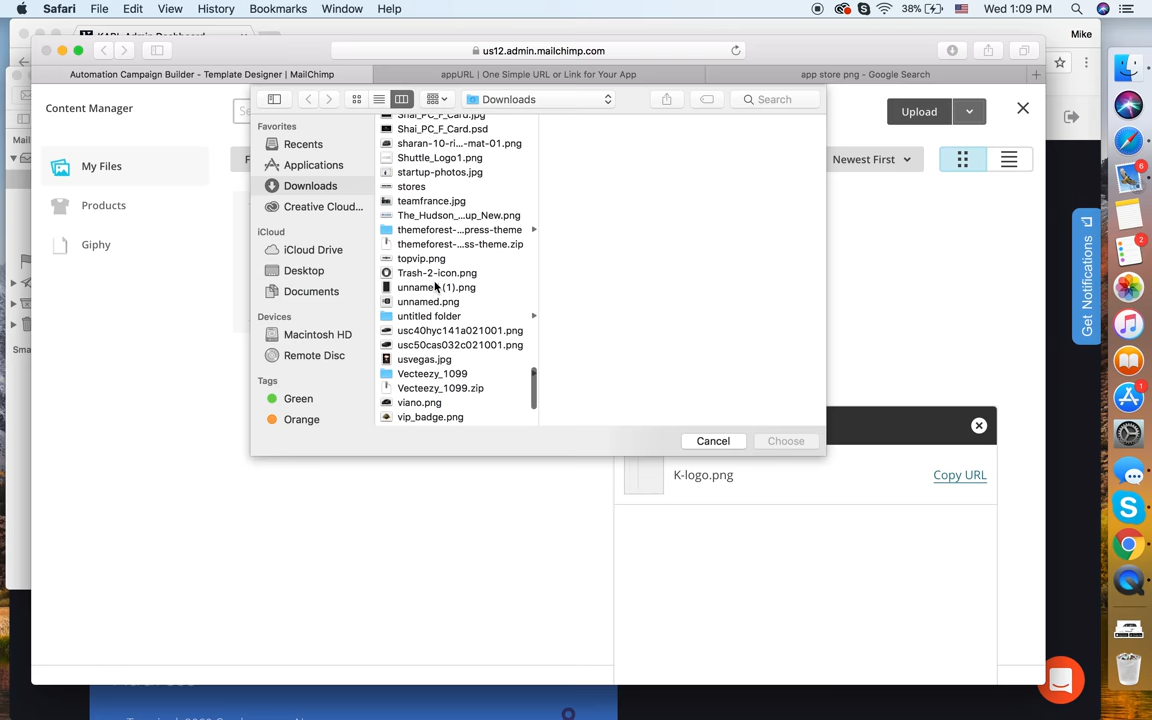 Safari File Edit View History Bookmarks Window Help 38% Wed 1:09 PM
Mike
us12.admin.mailchimp.com
Automation Campaign Builder - Template Designer | MailChimp
appURL | One Simple URL or Link for Your App
app store png - Google Search
Content Manager
Downloads
Search
Upload
My Files
Products
Giphy
Newest First
Favorites
Recents
Applications
Downloads
Creative Cloud...
iCloud
iCloud Drive
Desktop
Documents
Devices
Macintosh HD
Remote Disc
Tags
Green
Orange
Shai_PC_F_Card.jpg
Shai_PC_F_Card.psd
sharan-10-ri...-mat-01.png
Shuttle_Logo1.png
startup-photos.jpg
stores
teamfrance.jpg
The_Hudson_...up_New.png
themeforest-...press-theme
themeforest-...ss-theme.zip
topvip.png
Trash-2-icon.png
unnamed (1).png
unnamed.png
untitled folder
usc40hyc141a021001.png
usc50cas032c021001.png
usvegas.jpg
Vecteezy_1099
Vecteezy_1099.zip
viano.png
vip_badge.png
Cancel
Choose
K-logo.png
Copy URL
Get Notifications
Mail
Sma
6
2
1